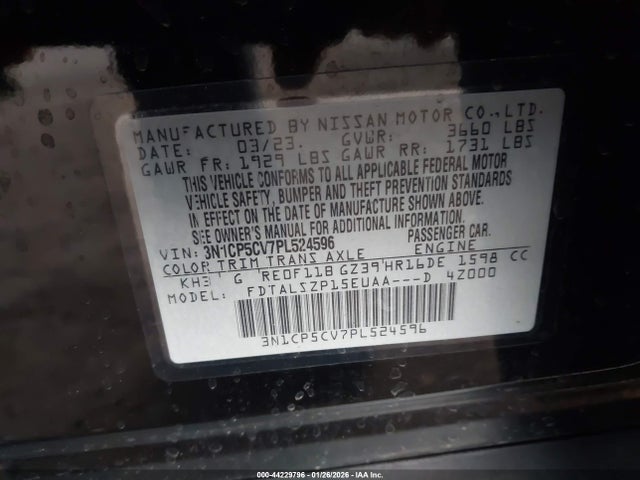 MANUFACTURED BY NISSAN MOTOR CO.,LTD.
DATE: 03/23. GVWR: 3660 LBS
GAWR FR: 1929 LBS GAWR RR: 1731 LBS
THIS VEHICLE CONFORMS TO ALL APPLICABLE FEDERAL MOTOR
VEHICLE SAFETY, BUMPER AND THEFT PREVENTION STANDARDS
IN EFFECT ON THE DATE OF MANUFACTURE SHOWN ABOVE.
SEE OWNER'S MANUAL FOR ADDITIONAL INFORMATION.
VIN: 3N1CP5CV7PL524596 PASSENGER CAR.
COLOR TRIM TRANS AXLE ENGINE
KH3 G RE0F11B GZ39 HR16DE 1598 CC
MODEL: FDTALSZP15EUAA---D 4Z000
3N1CP5CV7PL524596
000-44229796 - 01/26/2026 - © IAA Inc.